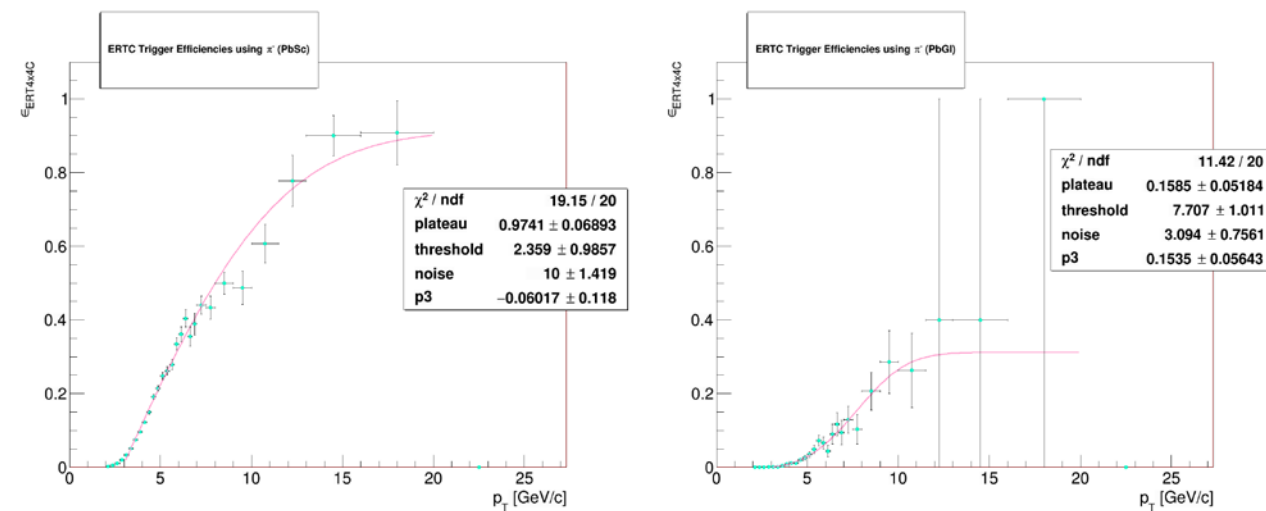 ERTC Trigger Efficiencies using π⁻ (PbSc)
ε_ERT4x4C
1
0.8
0.6
0.4
0.2
0
0 5 10 15 20 25
p_T [GeV/c]
χ² / ndf 19.15 / 20
plateau 0.9741 ± 0.06893
threshold 2.359 ± 0.9857
noise 10 ± 1.419
p3 −0.06017 ± 0.118
ERTC Trigger Efficiencies using π⁻ (PbGl)
ε_ERT4x4C
1
0.8
0.6
0.4
0.2
0
0 5 10 15 20 25
p_T [GeV/c]
χ² / ndf 11.42 / 20
plateau 0.1585 ± 0.05184
threshold 7.707 ± 1.011
noise 3.094 ± 0.7561
p3 0.1535 ± 0.05643